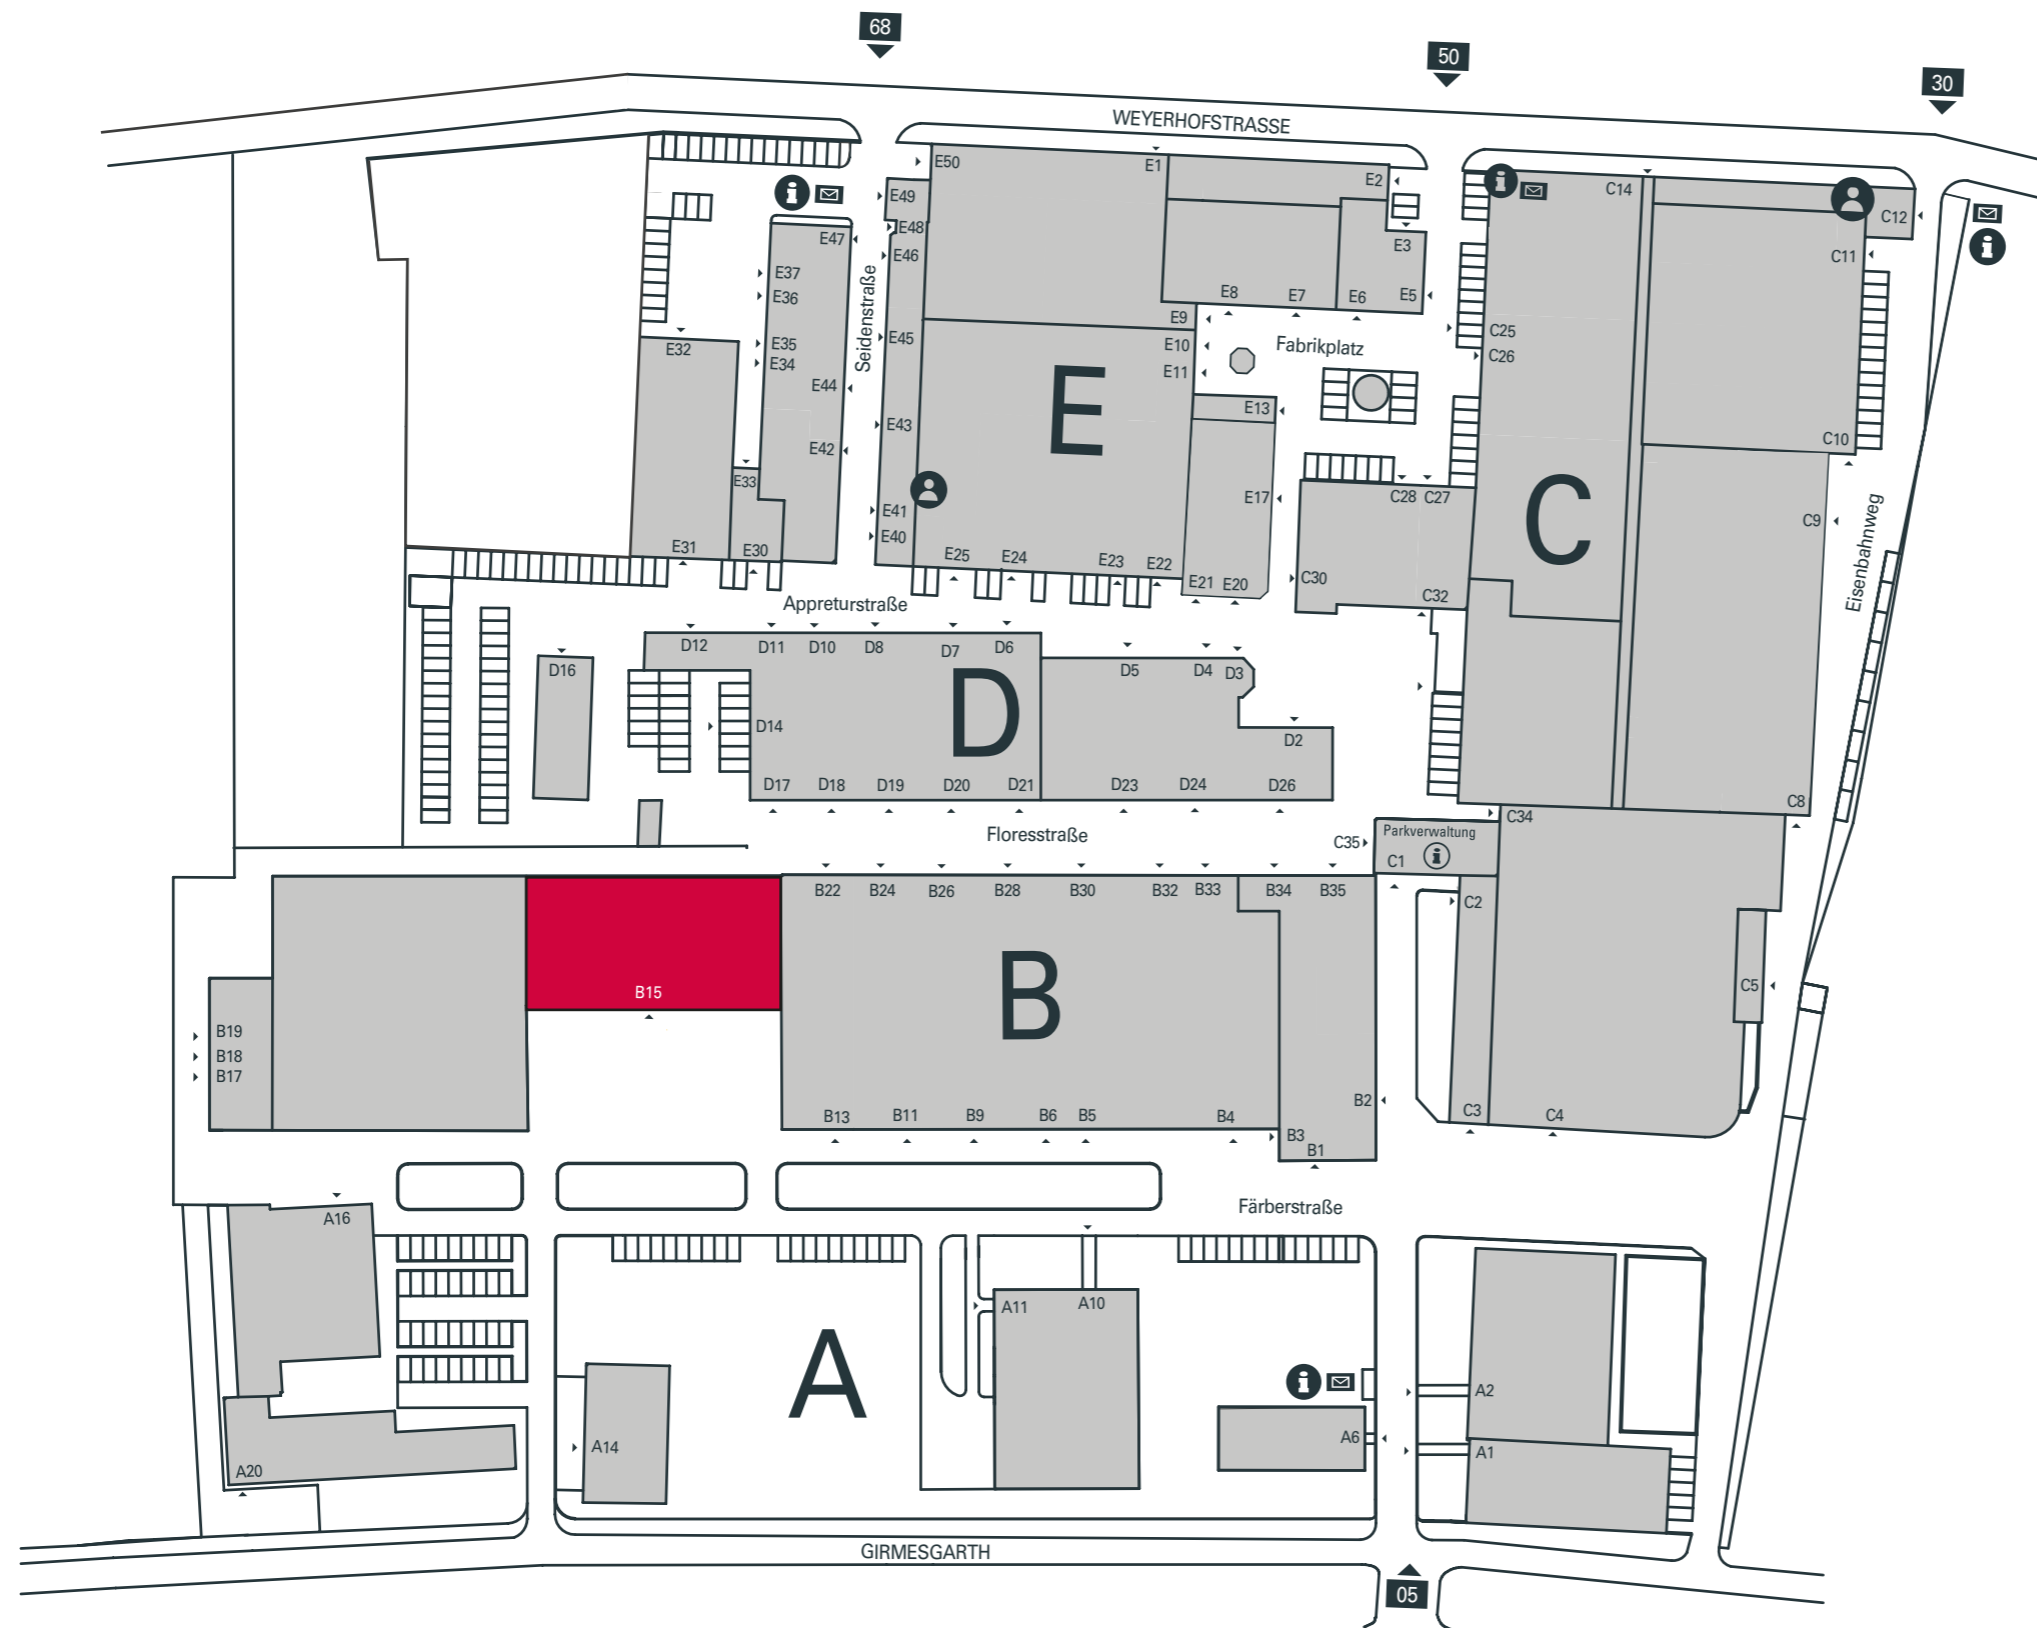 68
50
30
WEYERHOFSTRASSE
E50
E1
E2
E49
E48
E47
E46
E3
E37
E36
E8
E7
E6
E5
E9
E45
E35
E34
E32
E10
E11
E44
E13
E43
E42
E33
E17
E41
E40
E31
E30
E25
E24
E23
E22
E21
E20
E
Seidenstraße
Fabrikplatz
C14
C12
C11
C25
C26
C10
C28
C27
C9
C30
C32
C
Eisenbahnweg
Appreturstraße
D12
D11
D10
D8
D7
D6
D5
D4
D3
D16
D14
D2
D
D17
D18
D19
D20
D21
D23
D24
D26
C8
C34
Floresstraße
C35
Parkverwaltung
C1
C2
C5
C3
C4
B22
B24
B26
B28
B30
B32
B33
B34
B35
B15
B
B19
B18
B17
B2
B13
B11
B9
B6
B5
B4
B3
B1
Färberstraße
A16
A11
A10
A
A2
A6
A1
A14
A20
GIRMESGARTH
05